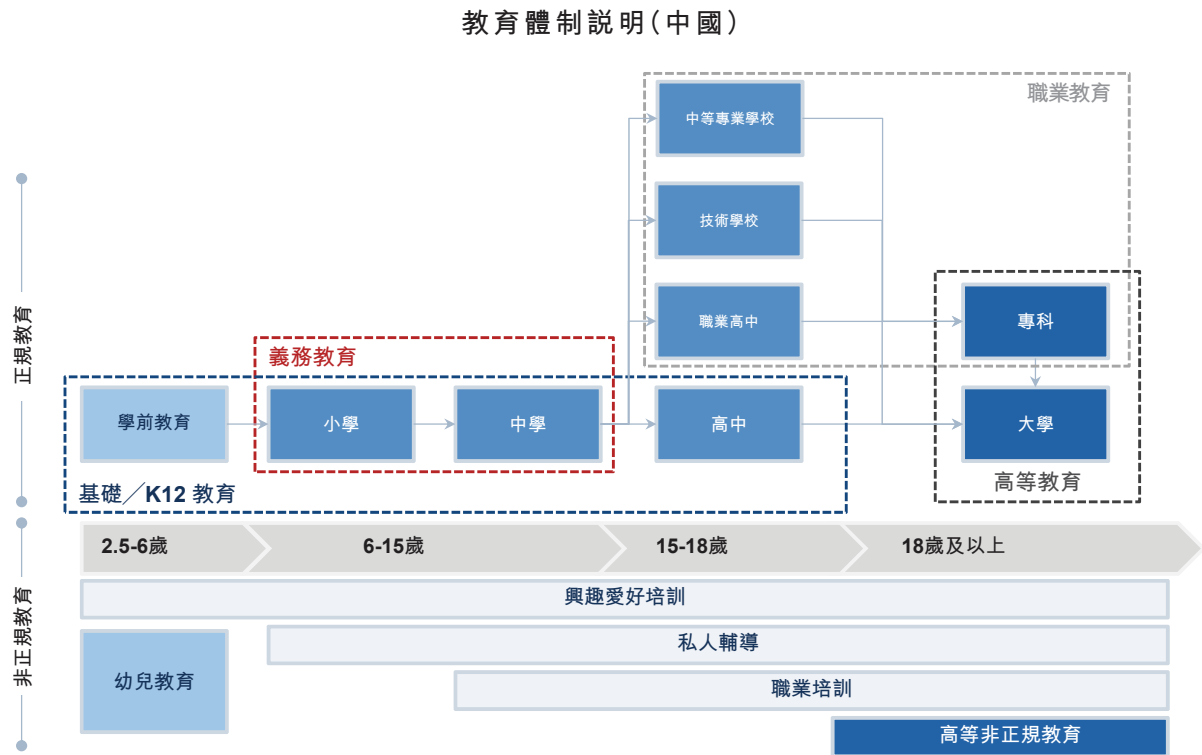 教育體制説明(中國)
職業教育
中等專業學校
技術學校
職業高中
專科
正規教育
義務教育
學前教育
小學
中學
高中
大學
高等教育
基礎／K12 教育
2.5-6歲
6-15歲
15-18歲
18歲及以上
非正規教育
興趣愛好培訓
私人輔導
幼兒教育
職業培訓
高等非正規教育